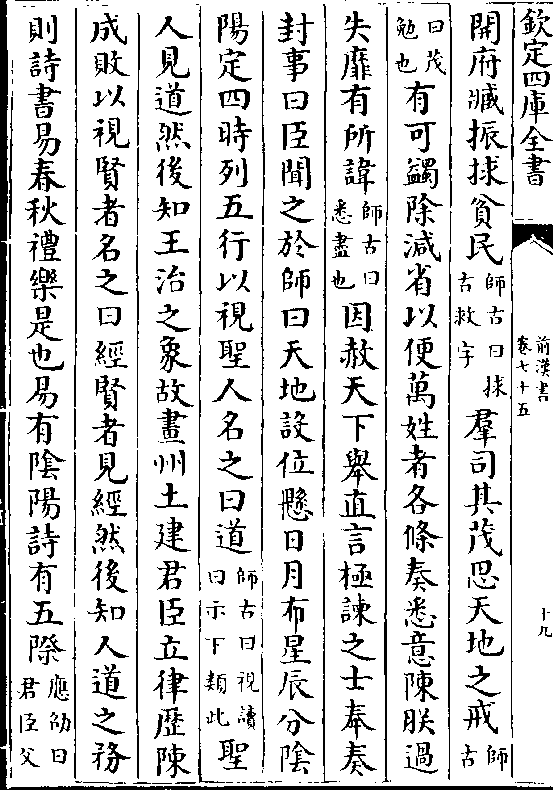 欽定四庫全書
前漢書
卷七十五
十九
開府臧振捄貧民師古曰捄古救字羣司其茂思天地之戒師古
曰茂勉也有可蠲除減省以便萬姓者各條奏悉意陳朕過
失靡有所諱師古曰悉盡也因赦天下舉直言極諫之士奉奏
封事曰臣聞之於師曰天地設位懸日月布星辰分陰
陽定四時列五行以視聖人名之曰道師古曰視讀曰示下類此聖
人見道然後知王治之象故畫州土建君臣立律歷陳
成敗以視賢者名之曰經賢者見經然後知人道之務
則詩書易春秋禮樂是也易有陰陽詩有五際應劭曰君臣父